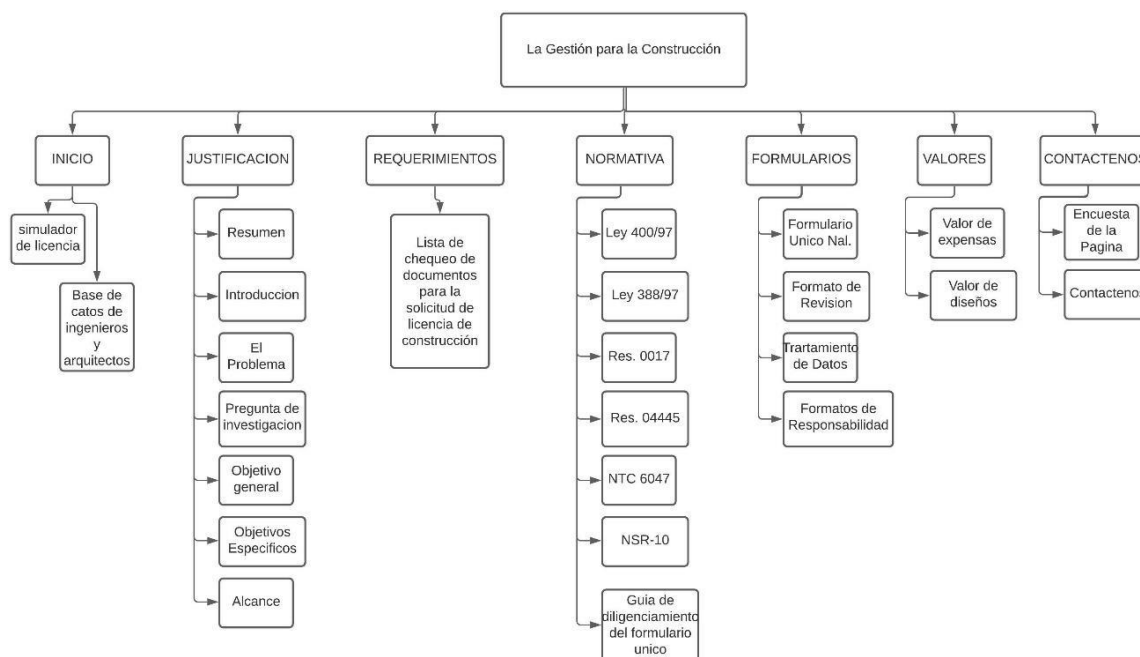 La Gestión para la Construcción
INICIO
JUSTIFICACION
REQUERIMIENTOS
NORMATIVA
FORMULARIOS
VALORES
CONTACTENOS
simulador
de licencia
Base de
catos de
ingenieros
y
arquitectos
Resumen
Introduccion
El
Problema
Pregunta de
investigacion
Objetivo
general
Objetivos
Especificos
Alcance
Lista de
chequeo de
documentos
para la
solicitud de
licencia de
construcción
Ley 400/97
Ley 388/97
Res. 0017
Res. 04445
NTC 6047
NSR-10
Guia de
diligenciamiento
del formulario
unico
Formulario
Unico Nal.
Formato de
Revision
Trartamiento
de Datos
Formatos de
Responsabilidad
Valor de
expensas
Valor de
diseños
Encuesta
de la
Pagina
Contactenos